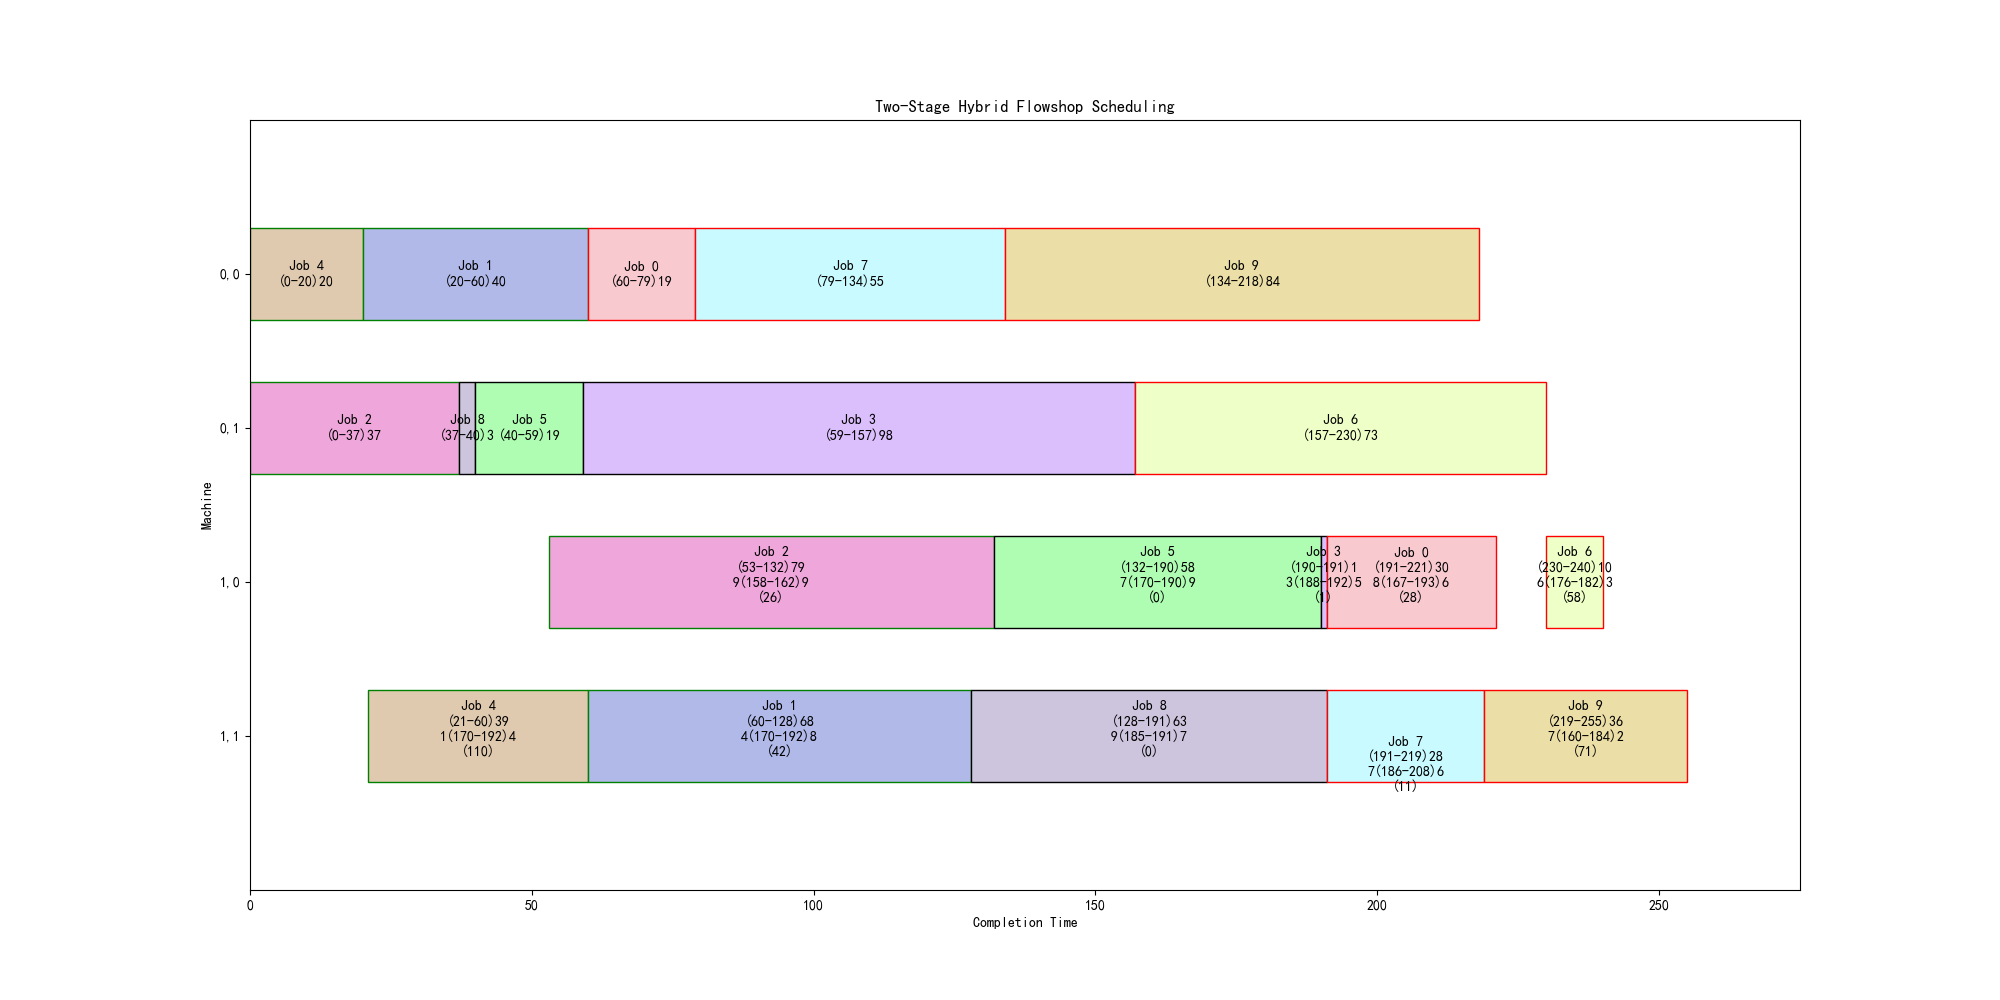 Two-Stage Hybrid Flowshop Scheduling
Machine
0,0
Job 4
(0-20)20
Job 1
(20-60)40
Job 0
(60-79)19
Job 7
(79-134)55
Job 9
(134-218)84
0,1
Job 2
(0-37)37
Job 8
(37-40)3
Job 5
(40-59)19
Job 3
(59-157)98
Job 6
(157-230)73
1,0
Job 2
(53-132)79
9(158-162)9
(26)
Job 5
(132-190)58
7(170-190)9
(0)
Job 3
(190-191)1
3(188-192)5
(1)
Job 0
(191-221)30
8(167-193)6
(28)
Job 6
(230-240)10
6(176-182)3
(58)
1,1
Job 4
(21-60)39
1(170-192)4
(110)
Job 1
(60-128)68
4(170-192)8
(42)
Job 8
(128-191)63
9(185-191)7
(0)
Job 7
(191-219)28
7(186-208)6
(11)
Job 9
(219-255)36
7(160-184)2
(71)
0
50
100
150
200
250
Completion Time